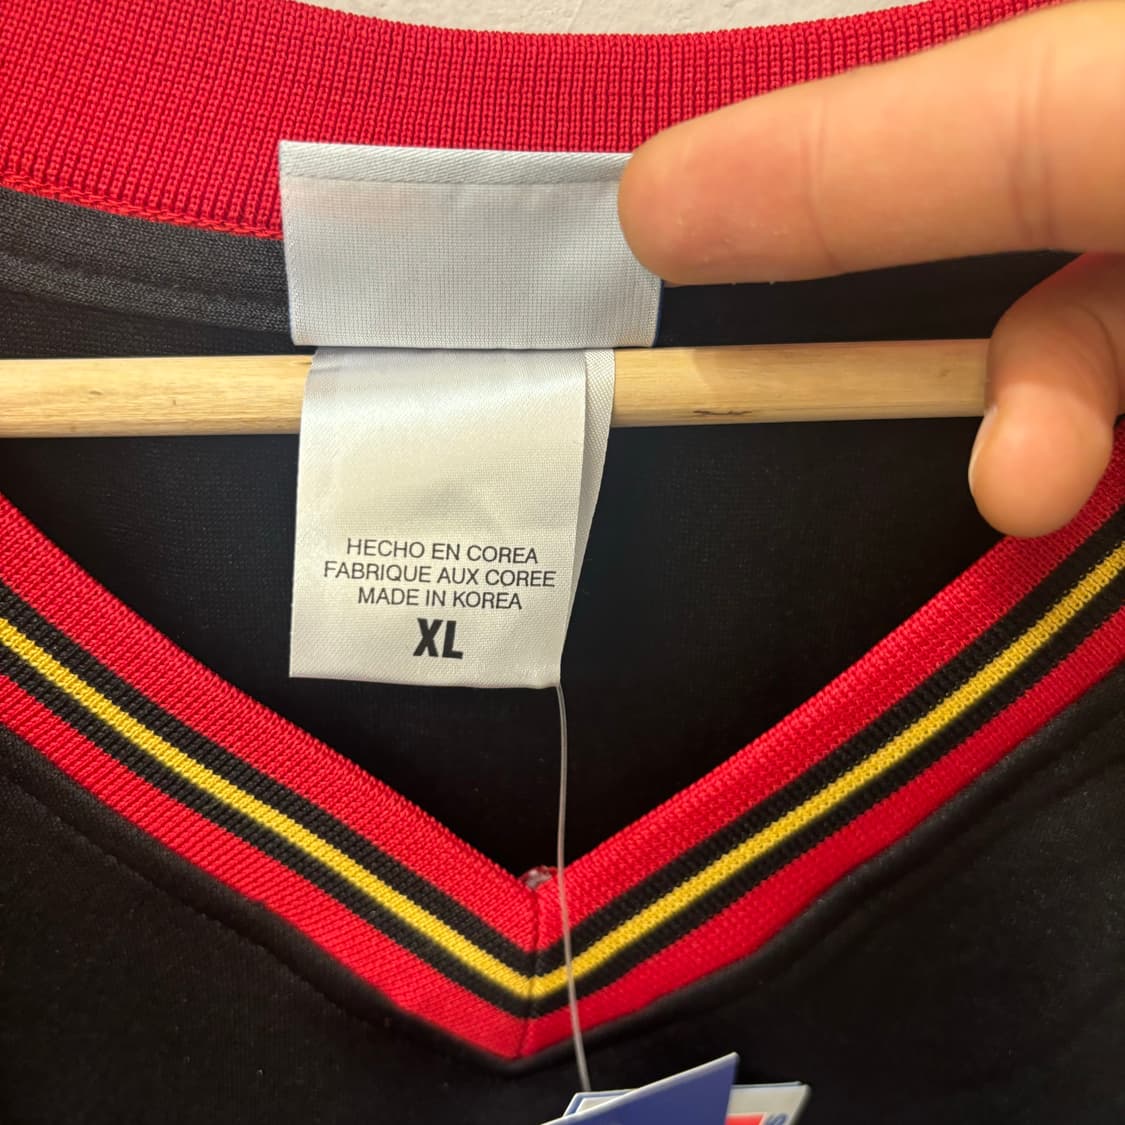 HECHO EN COREA
FABRIQUE AUX COREE
MADE IN KOREA
XL